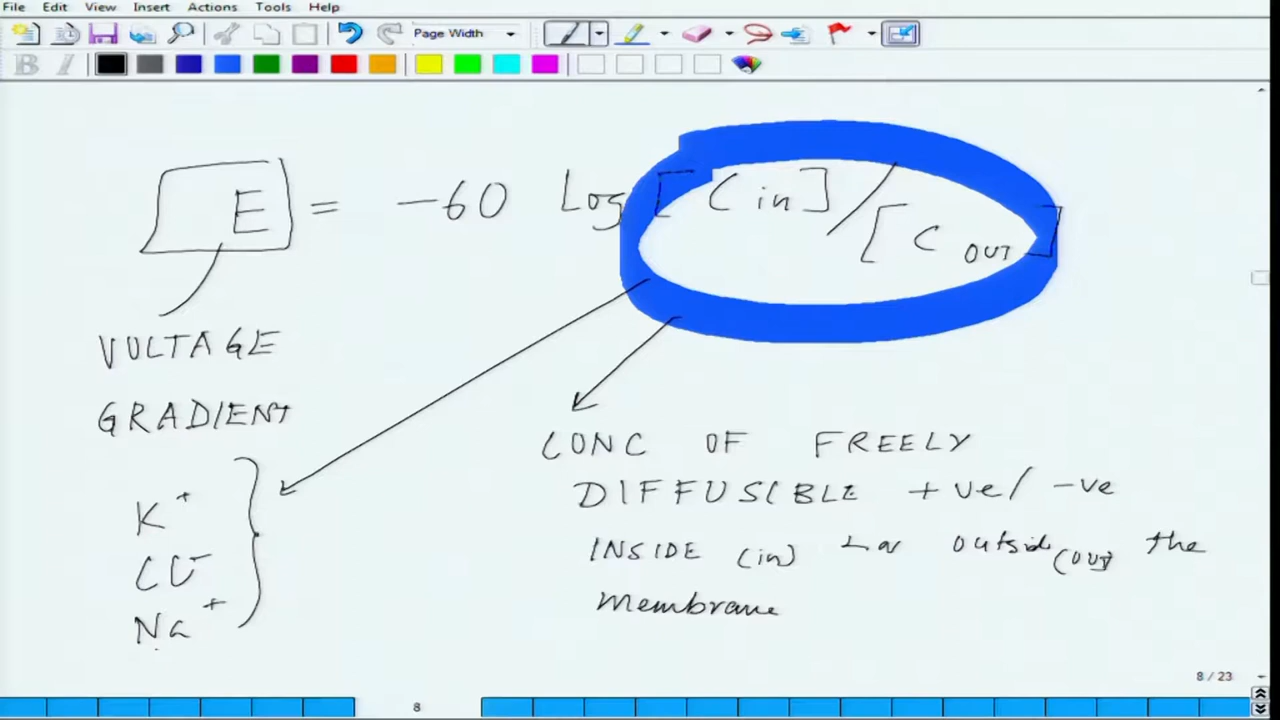 File Edit View Insert Actions Tools Help
Page Width
B I
E = -60 Log [(in] / [C OUT]
VOLTAGE
GRADIENT
CONC OF FREELY
DIFFUSIBLE +ve/ -ve
INSIDE (in) outside (OUT) the
membrane
K+
Cl-
Na+
8 / 23
8